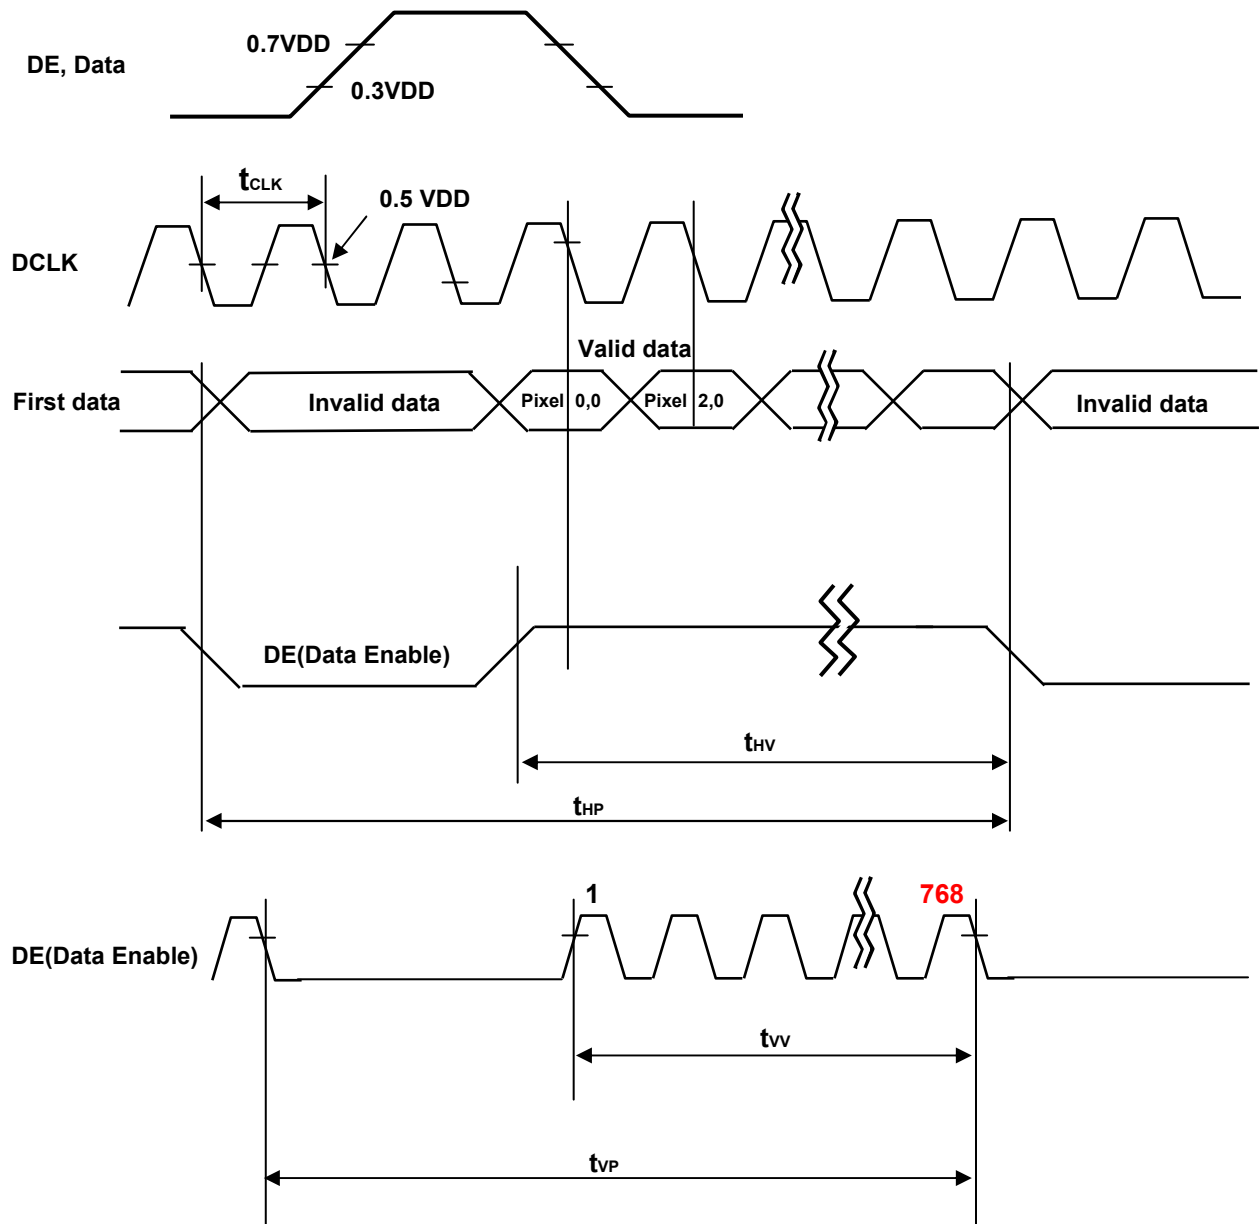 0.7VDD
DE, Data
0.3VDD
tCLK
0.5 VDD
DCLK
Valid data
First data
Invalid data
Pixel 0,0
Pixel 2,0
Invalid data
DE(Data Enable)
tHV
tHP
1
768
DE(Data Enable)
tVV
tVP